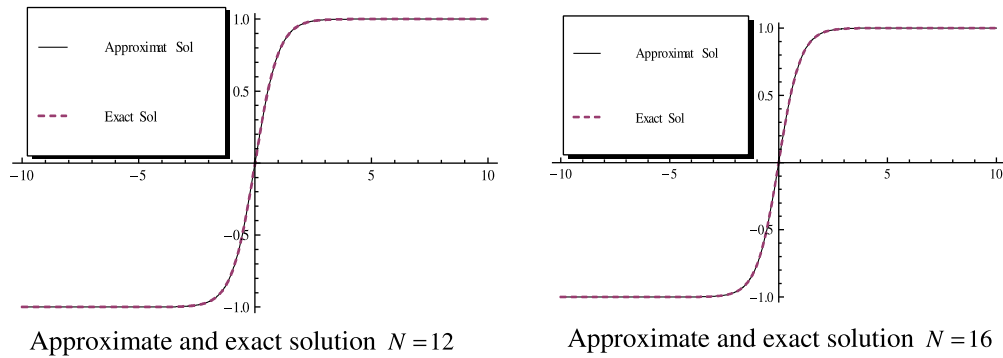 Approximat Sol
Exact Sol
1.0
0.5
-10
-5
5
10
-0.5
-1.0
Approximate and exact solution N = 12
Approximat Sol
Exact Sol
1.0
0.5
-10
-5
5
10
-0.5
-1.0
Approximate and exact solution N = 16